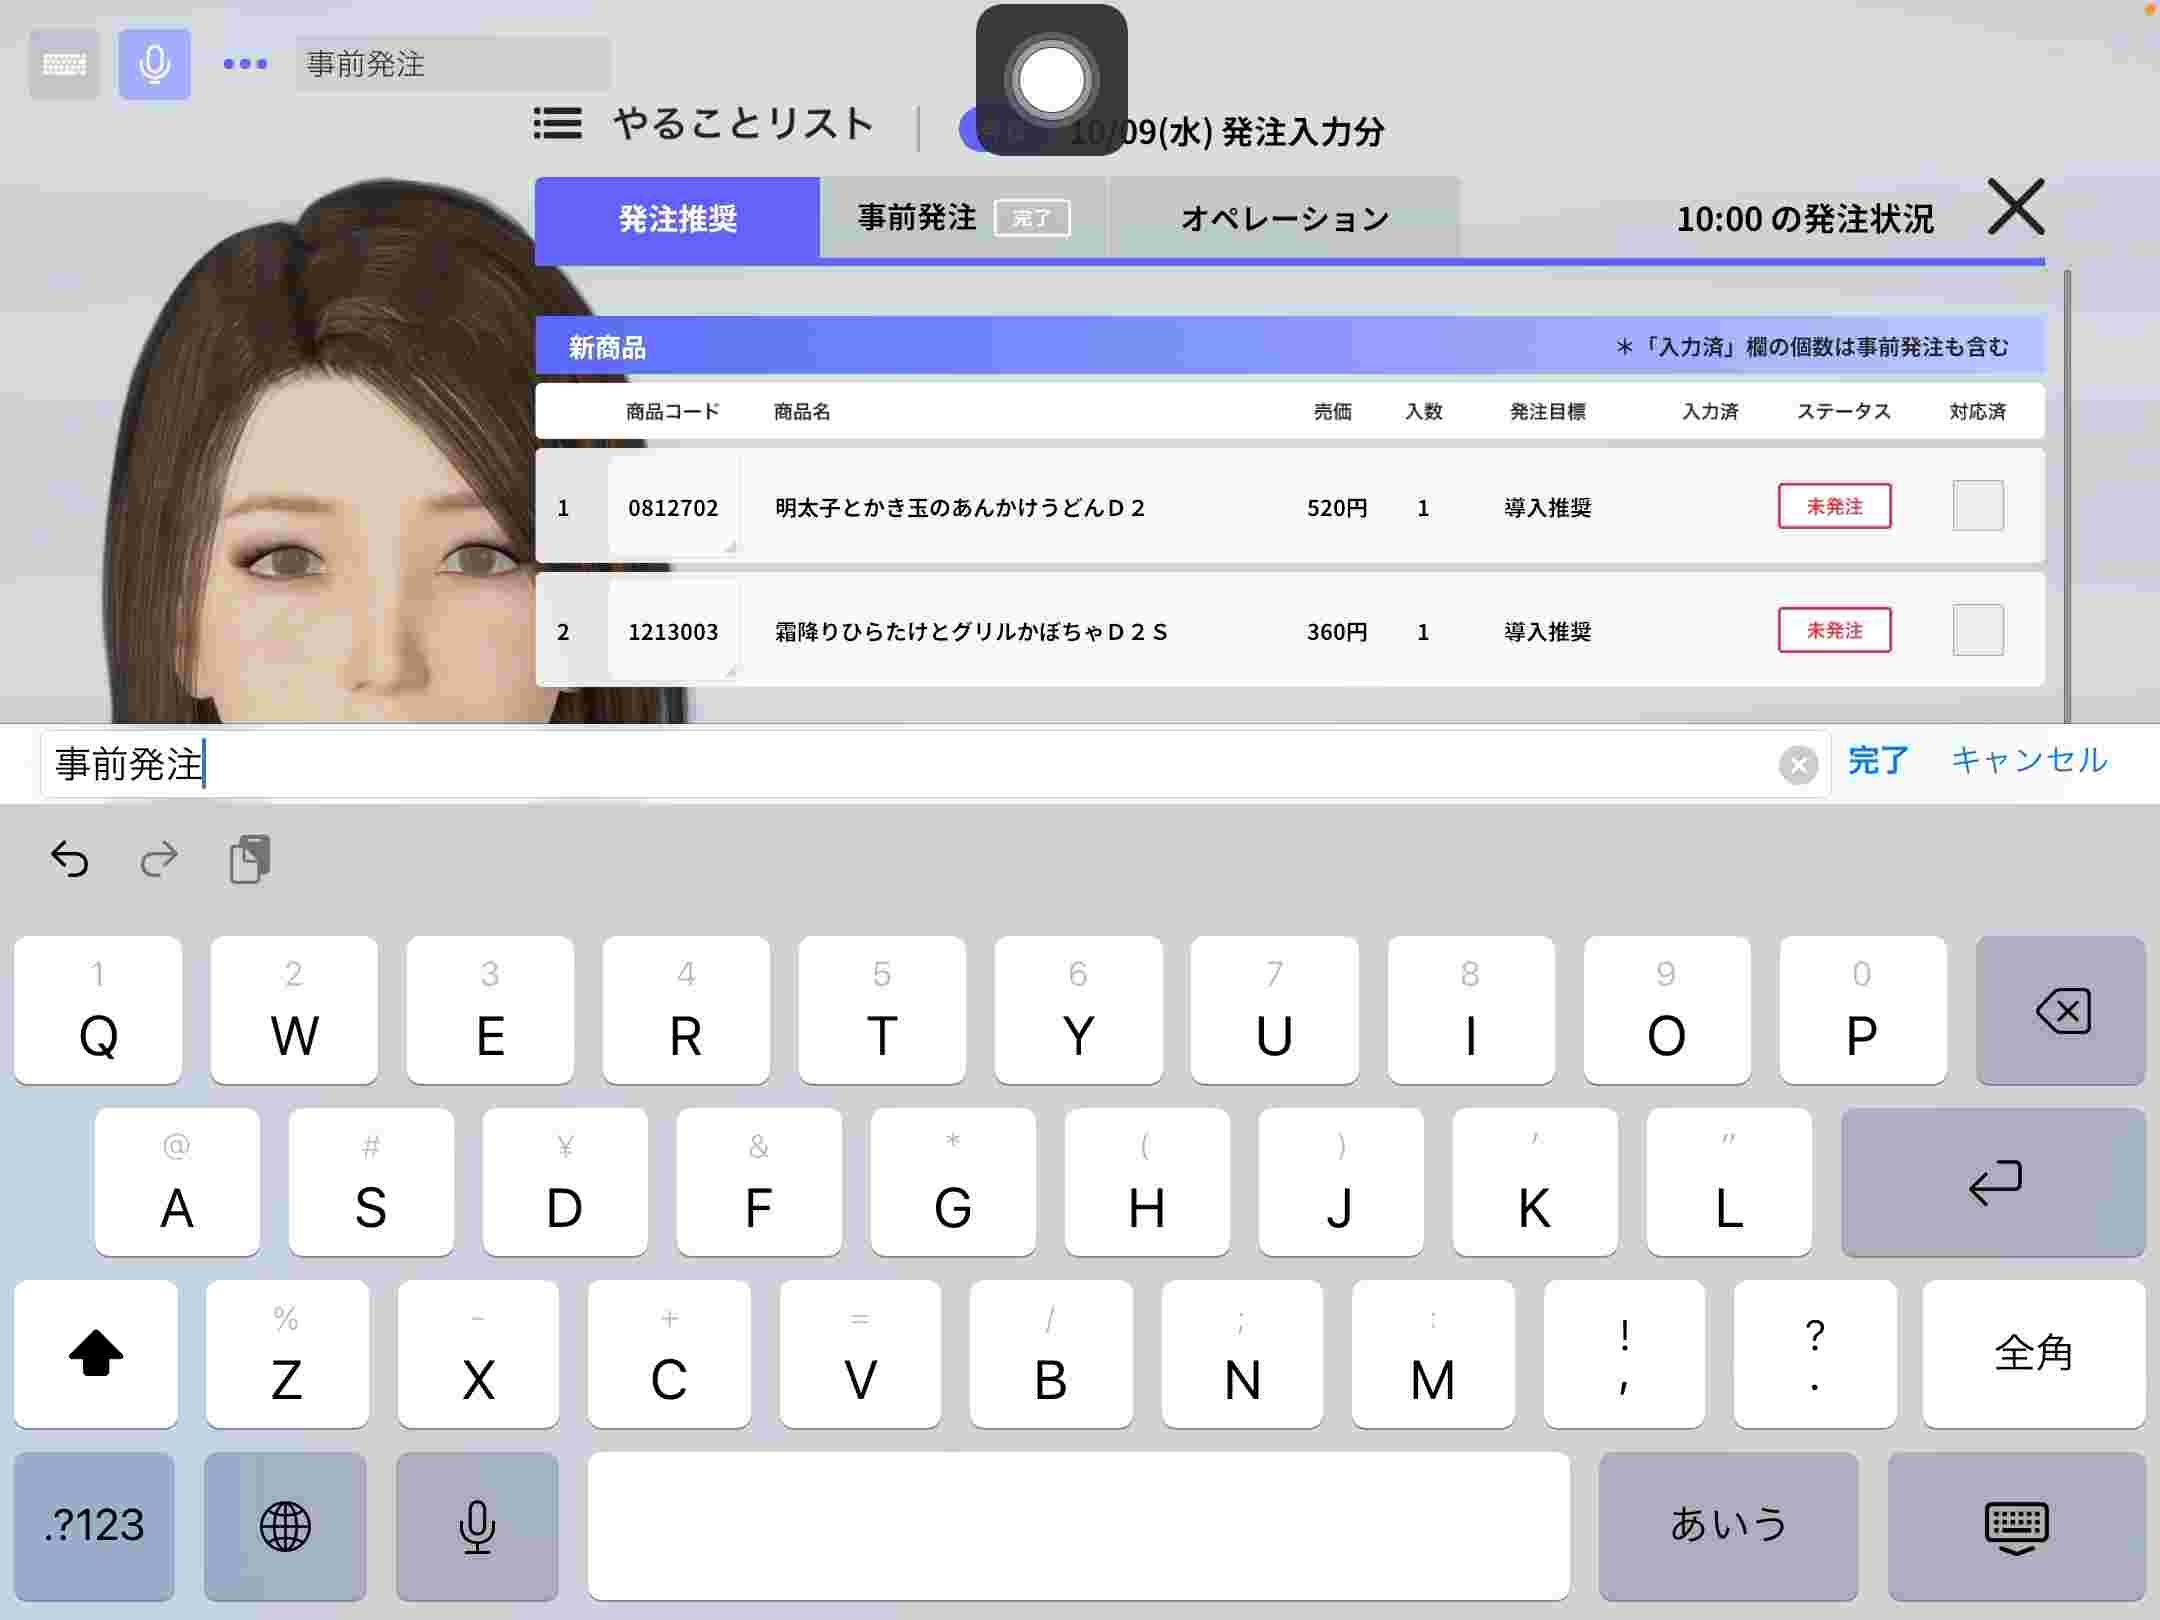 事前発注
やることリスト
10/09(水) 発注入力分
発注推奨 事前発注 完了 オペレーション 10:00 の発注状況
新商品 ＊「入力済」欄の個数は事前発注も含む
商品コード 商品名 売価 入数 発注目標 入力済 ステータス 対応済
1 0812702 明太子とかき玉のあんかけうどんＤ２ 520円 1 導入推奨 未発注
2 1213003 霜降りひらたけとグリルかぼちゃＤ２Ｓ 360円 1 導入推奨 未発注
事前発注 完了 キャンセル
1 2 3 4 5 6 7 8 9 0
Q W E R T Y U I O P
@ # ¥ & * ( ) ' "
A S D F G H J K L
% - + = / ; : ! ?
Z X C V B N M , . 全角
.?123 あいう